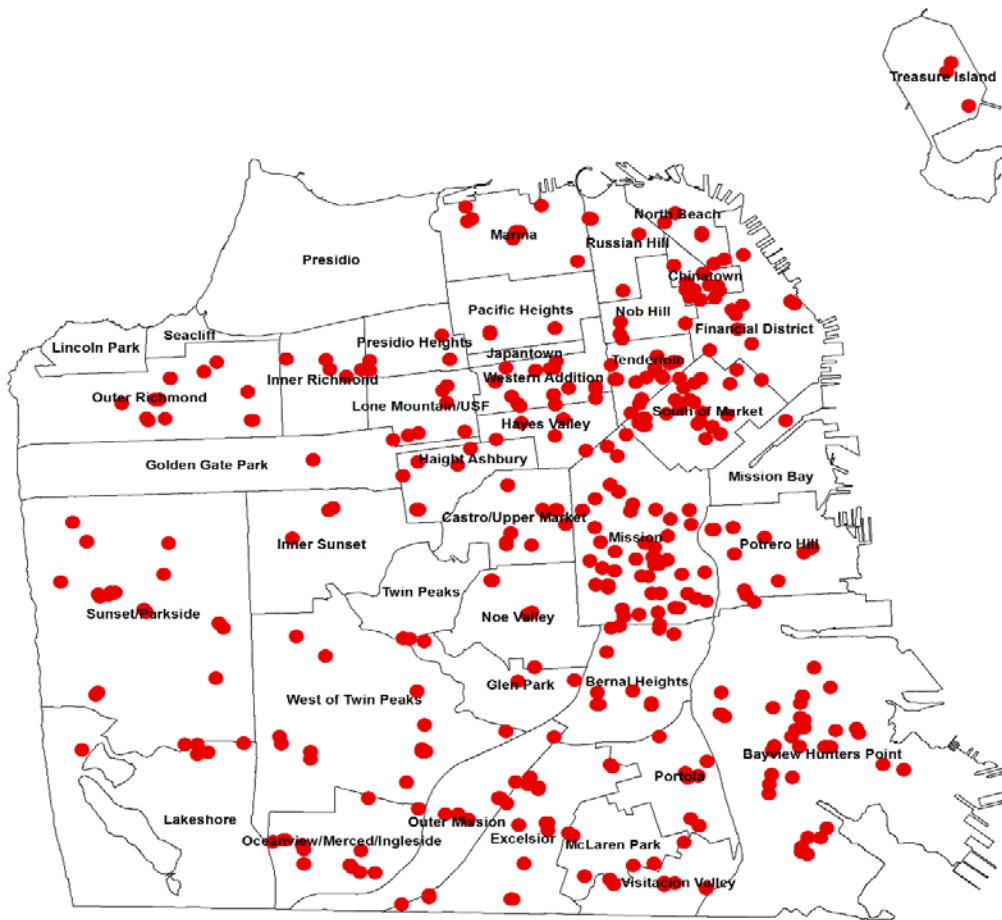 Treasure Island
North Beach
Marina
Russian Hill
Presidio
Chinatown
Pacific Heights
Nob Hill
Financial District
Seacliff
Lincoln Park
Presidio Heights
Japantown
Tenderloin
Inner Richmond
Western Addition
Outer Richmond
Lone Mountain/USF
South of Market
Hayes Valley
Golden Gate Park
Haight Ashbury
Mission Bay
Castro/Upper Market
Inner Sunset
Mission
Potrero Hill
Twin Peaks
Sunset/Parkside
Noe Valley
Glen Park
Bernal Heights
West of Twin Peaks
Bayview Hunters Point
Portola
Lakeshore
Outer Mission
Oceanview/Merced/Ingleside
Excelsior
McLaren Park
Visitacion Valley